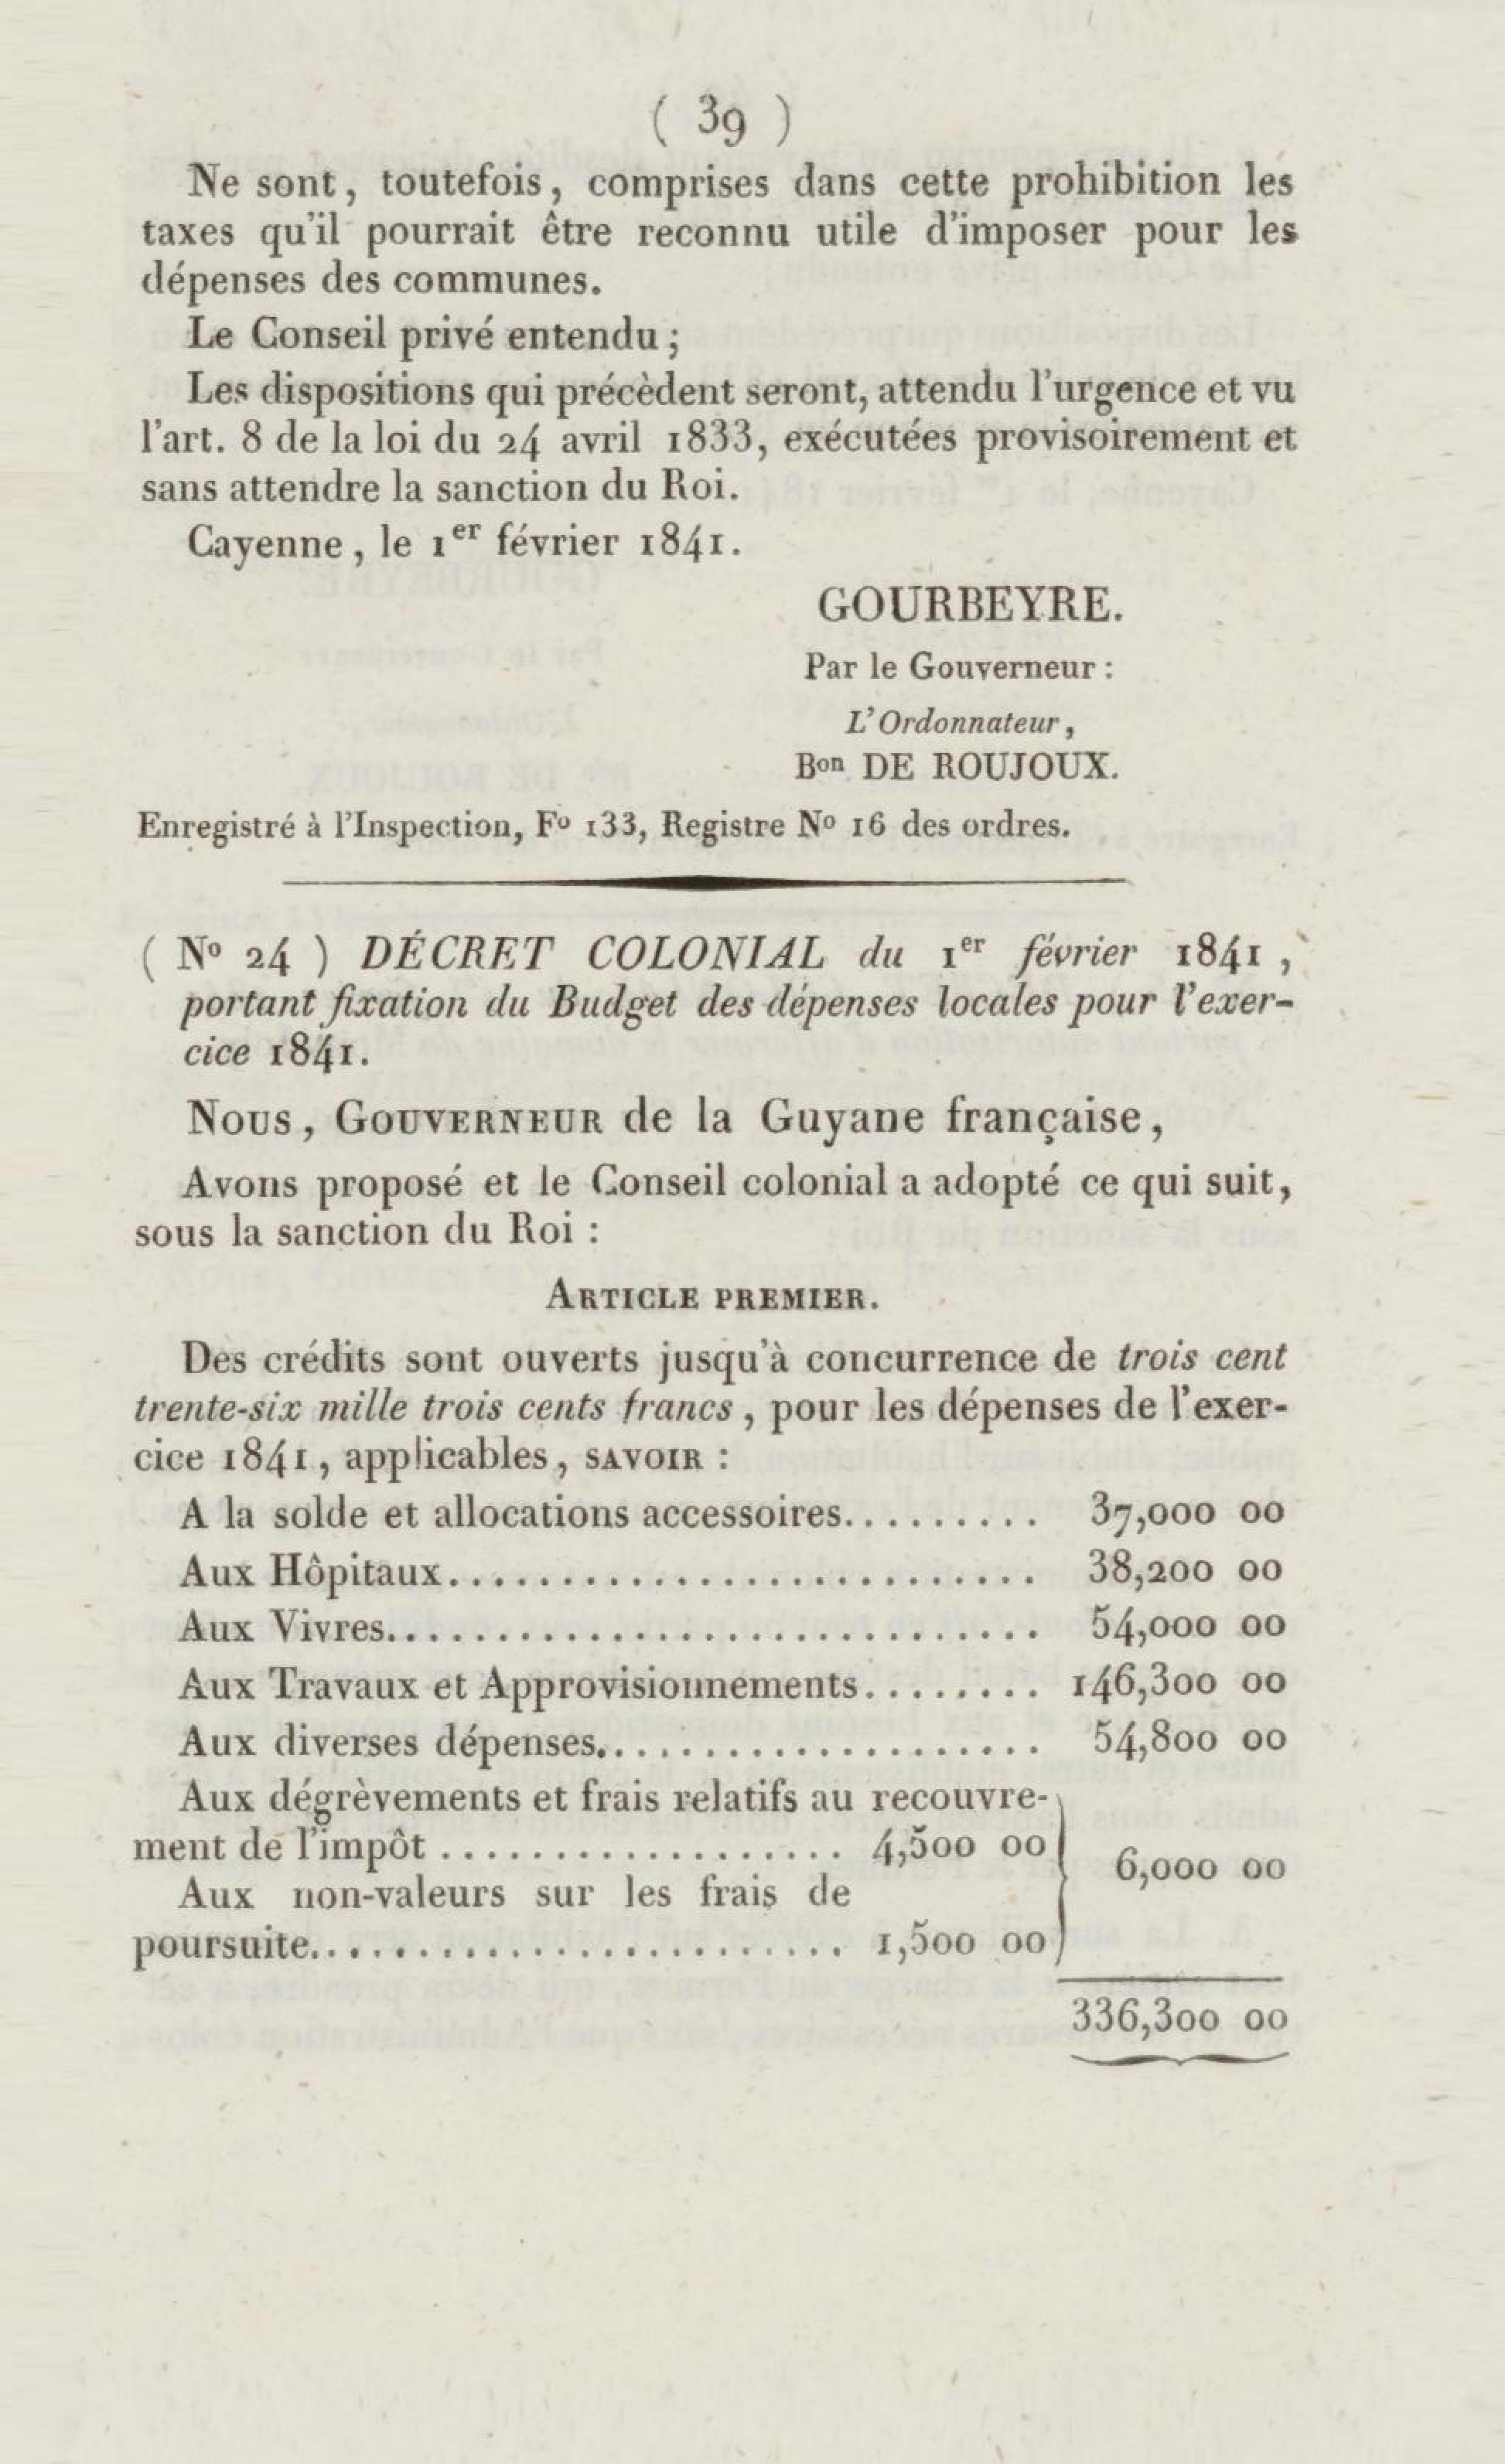 ( 39 )
Ne sont, toutefois, comprises dans cette prohibition les
taxes qu'il pourrait être reconnu utile d'imposer pour les
dépenses des communes.
Le Conseil privé entendu;
Les dispositions qui précèdent seront, attendu l'urgence et vu
l'art. 8 de la loi du 24 avril 1833, exécutées provisoirement et
sans attendre la sanction du Roi.
Cayenne, le 1er février 1841.
GOURBEYRE.
Par le Gouverneur :
L'Ordonnateur,
Bon DE ROUJOUX.
Enregistré à l'Inspection, Fo 133, Registre No 16 des ordres.
( No 24 ) DÉCRET COLONIAL du 1er février 1841,
portant fixation du Budget des dépenses locales pour l'exer-
cice 1841.
Nous, GOUVERNEUR de la Guyane française,
Avons proposé et le Conseil colonial a adopté ce qui suit,
sous la sanction du Roi :
ARTICLE PREMIER.
Des crédits sont ouverts jusqu'à concurrence de trois cent
trente-six mille trois cents francs, pour les dépenses de l'exer-
cice 1841, applicables, SAVOIR :
A la solde et allocations accessoires.......... 37,000 00
Aux Hôpitaux........................... 38,200 00
Aux Vivres.............................. 54,000 00
Aux Travaux et Approvisionnements........ 146,300 00
Aux diverses dépenses.................... 54,800 00
Aux dégrèvements et frais relatifs au recouvre-
ment de l'impôt .................. 4,500 00
6,000 00
Aux non-valeurs sur les frais de
poursuite........................ 1,500 00
336,300 00